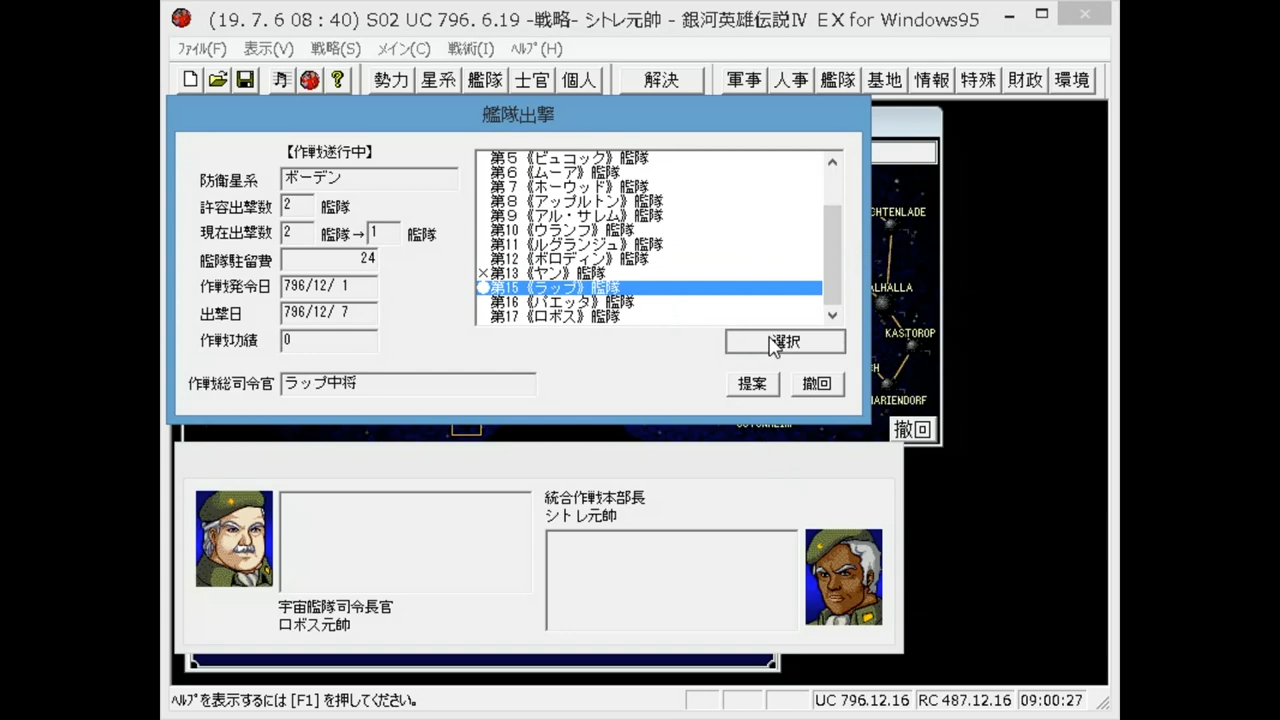 (19. 7. 6 08：40) S02 UC 796. 6.19 -戦略- シトレ元帥 - 銀河英雄伝説Ⅳ EX for Windows95
ﾌｧｲﾙ(F) 表示(V) 戦略(S) ﾒｲﾝ(C) 戦術(I) ﾍﾙﾌﾟ(H)
勢力 星系 艦隊 士官 個人 解決 軍事 人事 艦隊 基地 情報 特殊 財政 環境
艦隊出撃
【作戦遂行中】
防衛星系 ボーデン
許容出撃数 2 艦隊
現在出撃数 2 艦隊→1 艦隊
艦隊駐留費 24
作戦発令日 796/12/ 1
出撃日 796/12/ 7
作戦功績 0
作戦総司令官 ラップ中将
第5《ビュコック》艦隊
第6《ムーア》艦隊
第7《ホーウッド》艦隊
第8《アップルトン》艦隊
第9《アル・サレム》艦隊
第10《ウランフ》艦隊
第11《ルグランジュ》艦隊
第12《ボロディン》艦隊
×第13《ヤン》艦隊
●第15《ラップ》艦隊
第16《パエッタ》艦隊
第17《ロボス》艦隊
選択
提案 撤回
ALHALLA
KASTOROP
ARIENDORF
撤回
統合作戦本部長
シトレ元帥
宇宙艦隊司令長官
ロボス元帥
ﾍﾙﾌﾟを表示するには [F1] を押してください。
UC 796.12.16 RC 487.12.16 09:00:27